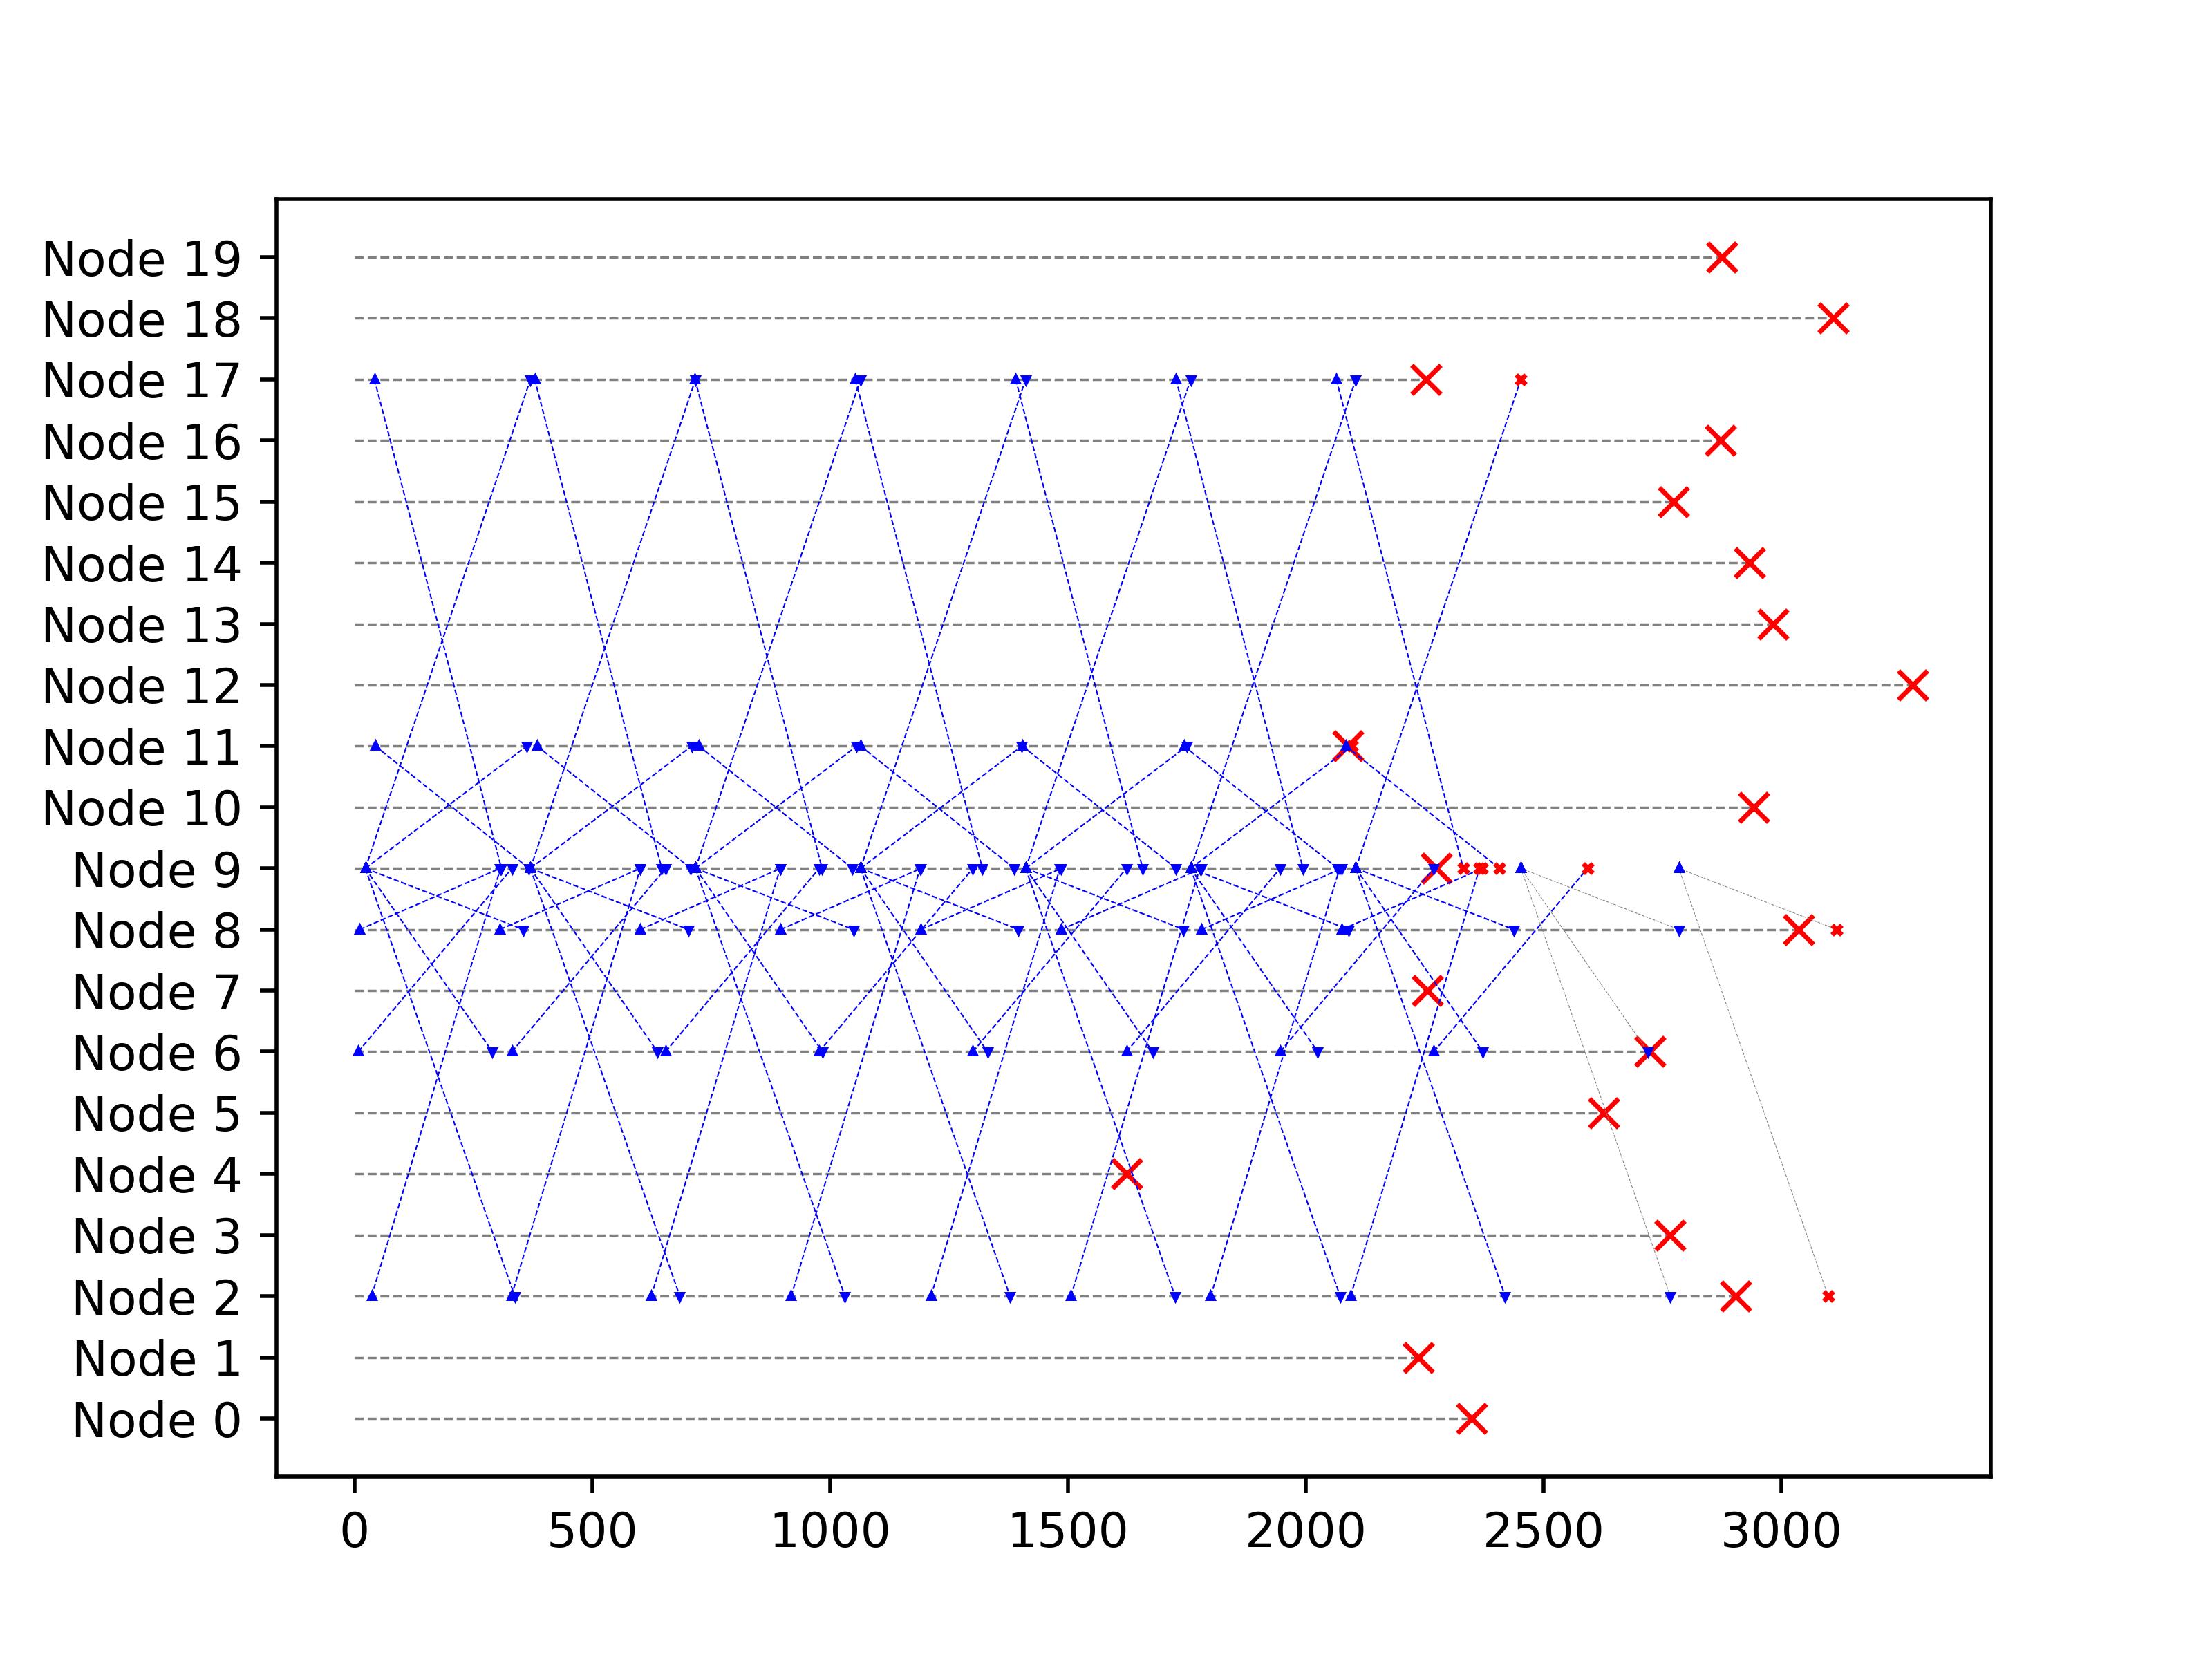 Node 19
Node 18
Node 17
Node 16
Node 15
Node 14
Node 13
Node 12
Node 11
Node 10
Node 9
Node 8
Node 7
Node 6
Node 5
Node 4
Node 3
Node 2
Node 1
Node 0
0 500 1000 1500 2000 2500 3000